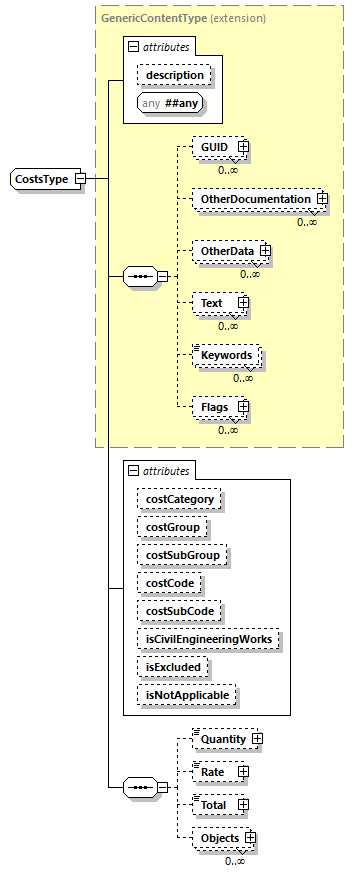 GenericContentType (extension)
attributes
description
any ##any
CostsType
GUID
0..∞
OtherDocumentation
0..∞
OtherData
0..∞
Text
0..∞
Keywords
0..∞
Flags
0..∞
attributes
costCategory
costGroup
costSubGroup
costCode
costSubCode
isCivilEngineeringWorks
isExcluded
isNotApplicable
Quantity
Rate
Total
Objects
0..∞